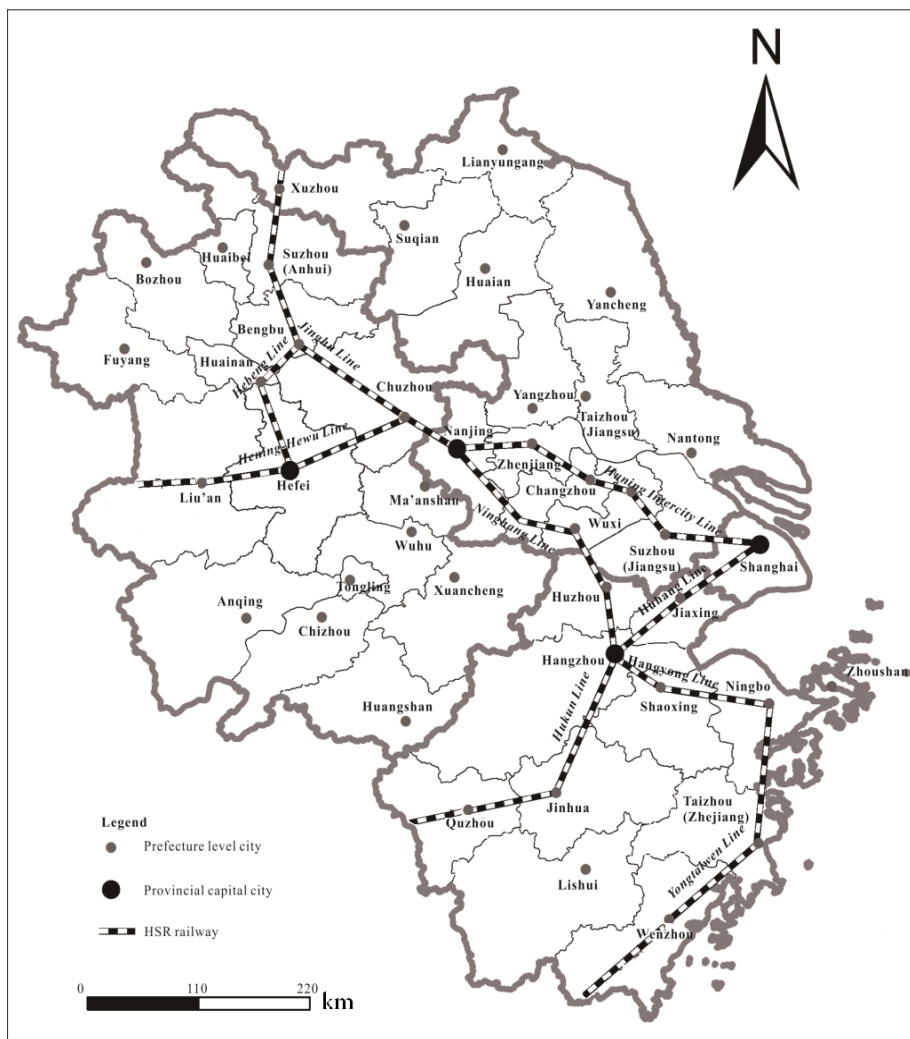 N
Lianyungang
Xuzhou
Suqian
Huaibei
Suzhou
(Anhui)
Bozhou
Huaian
Yancheng
Bengbu
Jinghu Line
Fuyang
Huainan
Hebeng Line
Chuzhou
Yangzhou
Taizhou
(Jiangsu)
Nanjing
Nantong
Hening-Hewu Line
Zhenjiang
Huning Intercity Line
Liu'an
Hefei
Changzhou
Ma'anshan
Ninghang Line
Wuxi
Wuhu
Suzhou
(Jiangsu)
Shanghai
Tongling
Xuancheng
Huzhou
Huhang Line
Anqing
Chizhou
Jiaxing
Hangzhou
Hangyong Line
Ningbo
Zhoushan
Shaoxing
Huangshan
Hukun Line
Quzhou
Jinhua
Taizhou
(Zhejiang)
Yongtaiwen Line
Lishui
Wenzhou
Legend
Prefecture level city
Provincial capital city
HSR railway
0 110 220
km